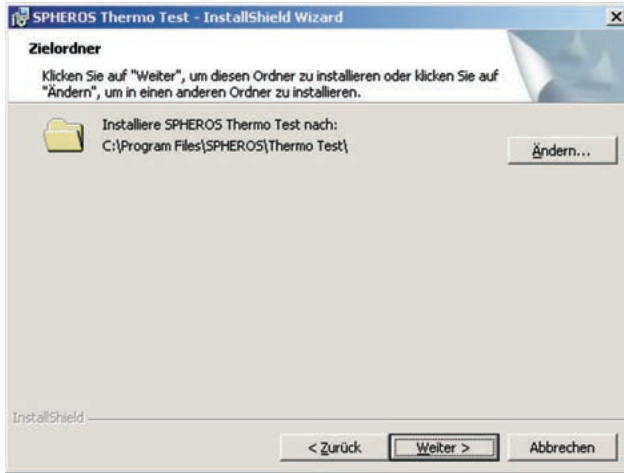 SPHEROS Thermo Test - InstallShield Wizard
Zielordner
Klicken Sie auf "Weiter", um diesen Ordner zu installieren oder klicken Sie auf
"Ändern", um in einen anderen Ordner zu installieren.
Installiere SPHEROS Thermo Test nach:
C:\Program Files\SPHEROS\Thermo Test\
Ändern...
InstallShield
< Zurück
Weiter >
Abbrechen